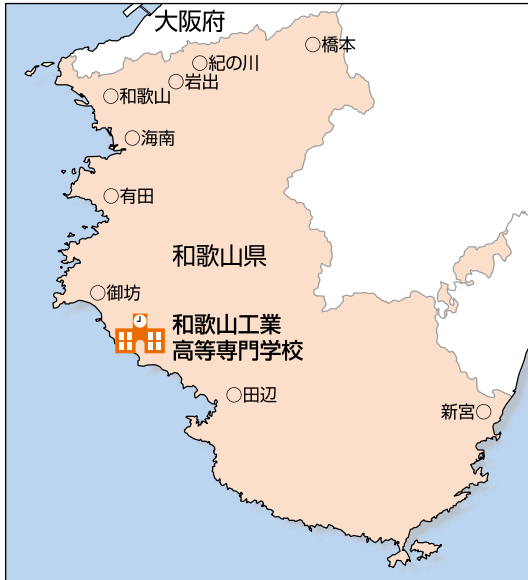 大阪府
橋本
紀の川
岩出
和歌山
海南
有田
和歌山県
御坊
和歌山工業
高等専門学校
田辺
新宮